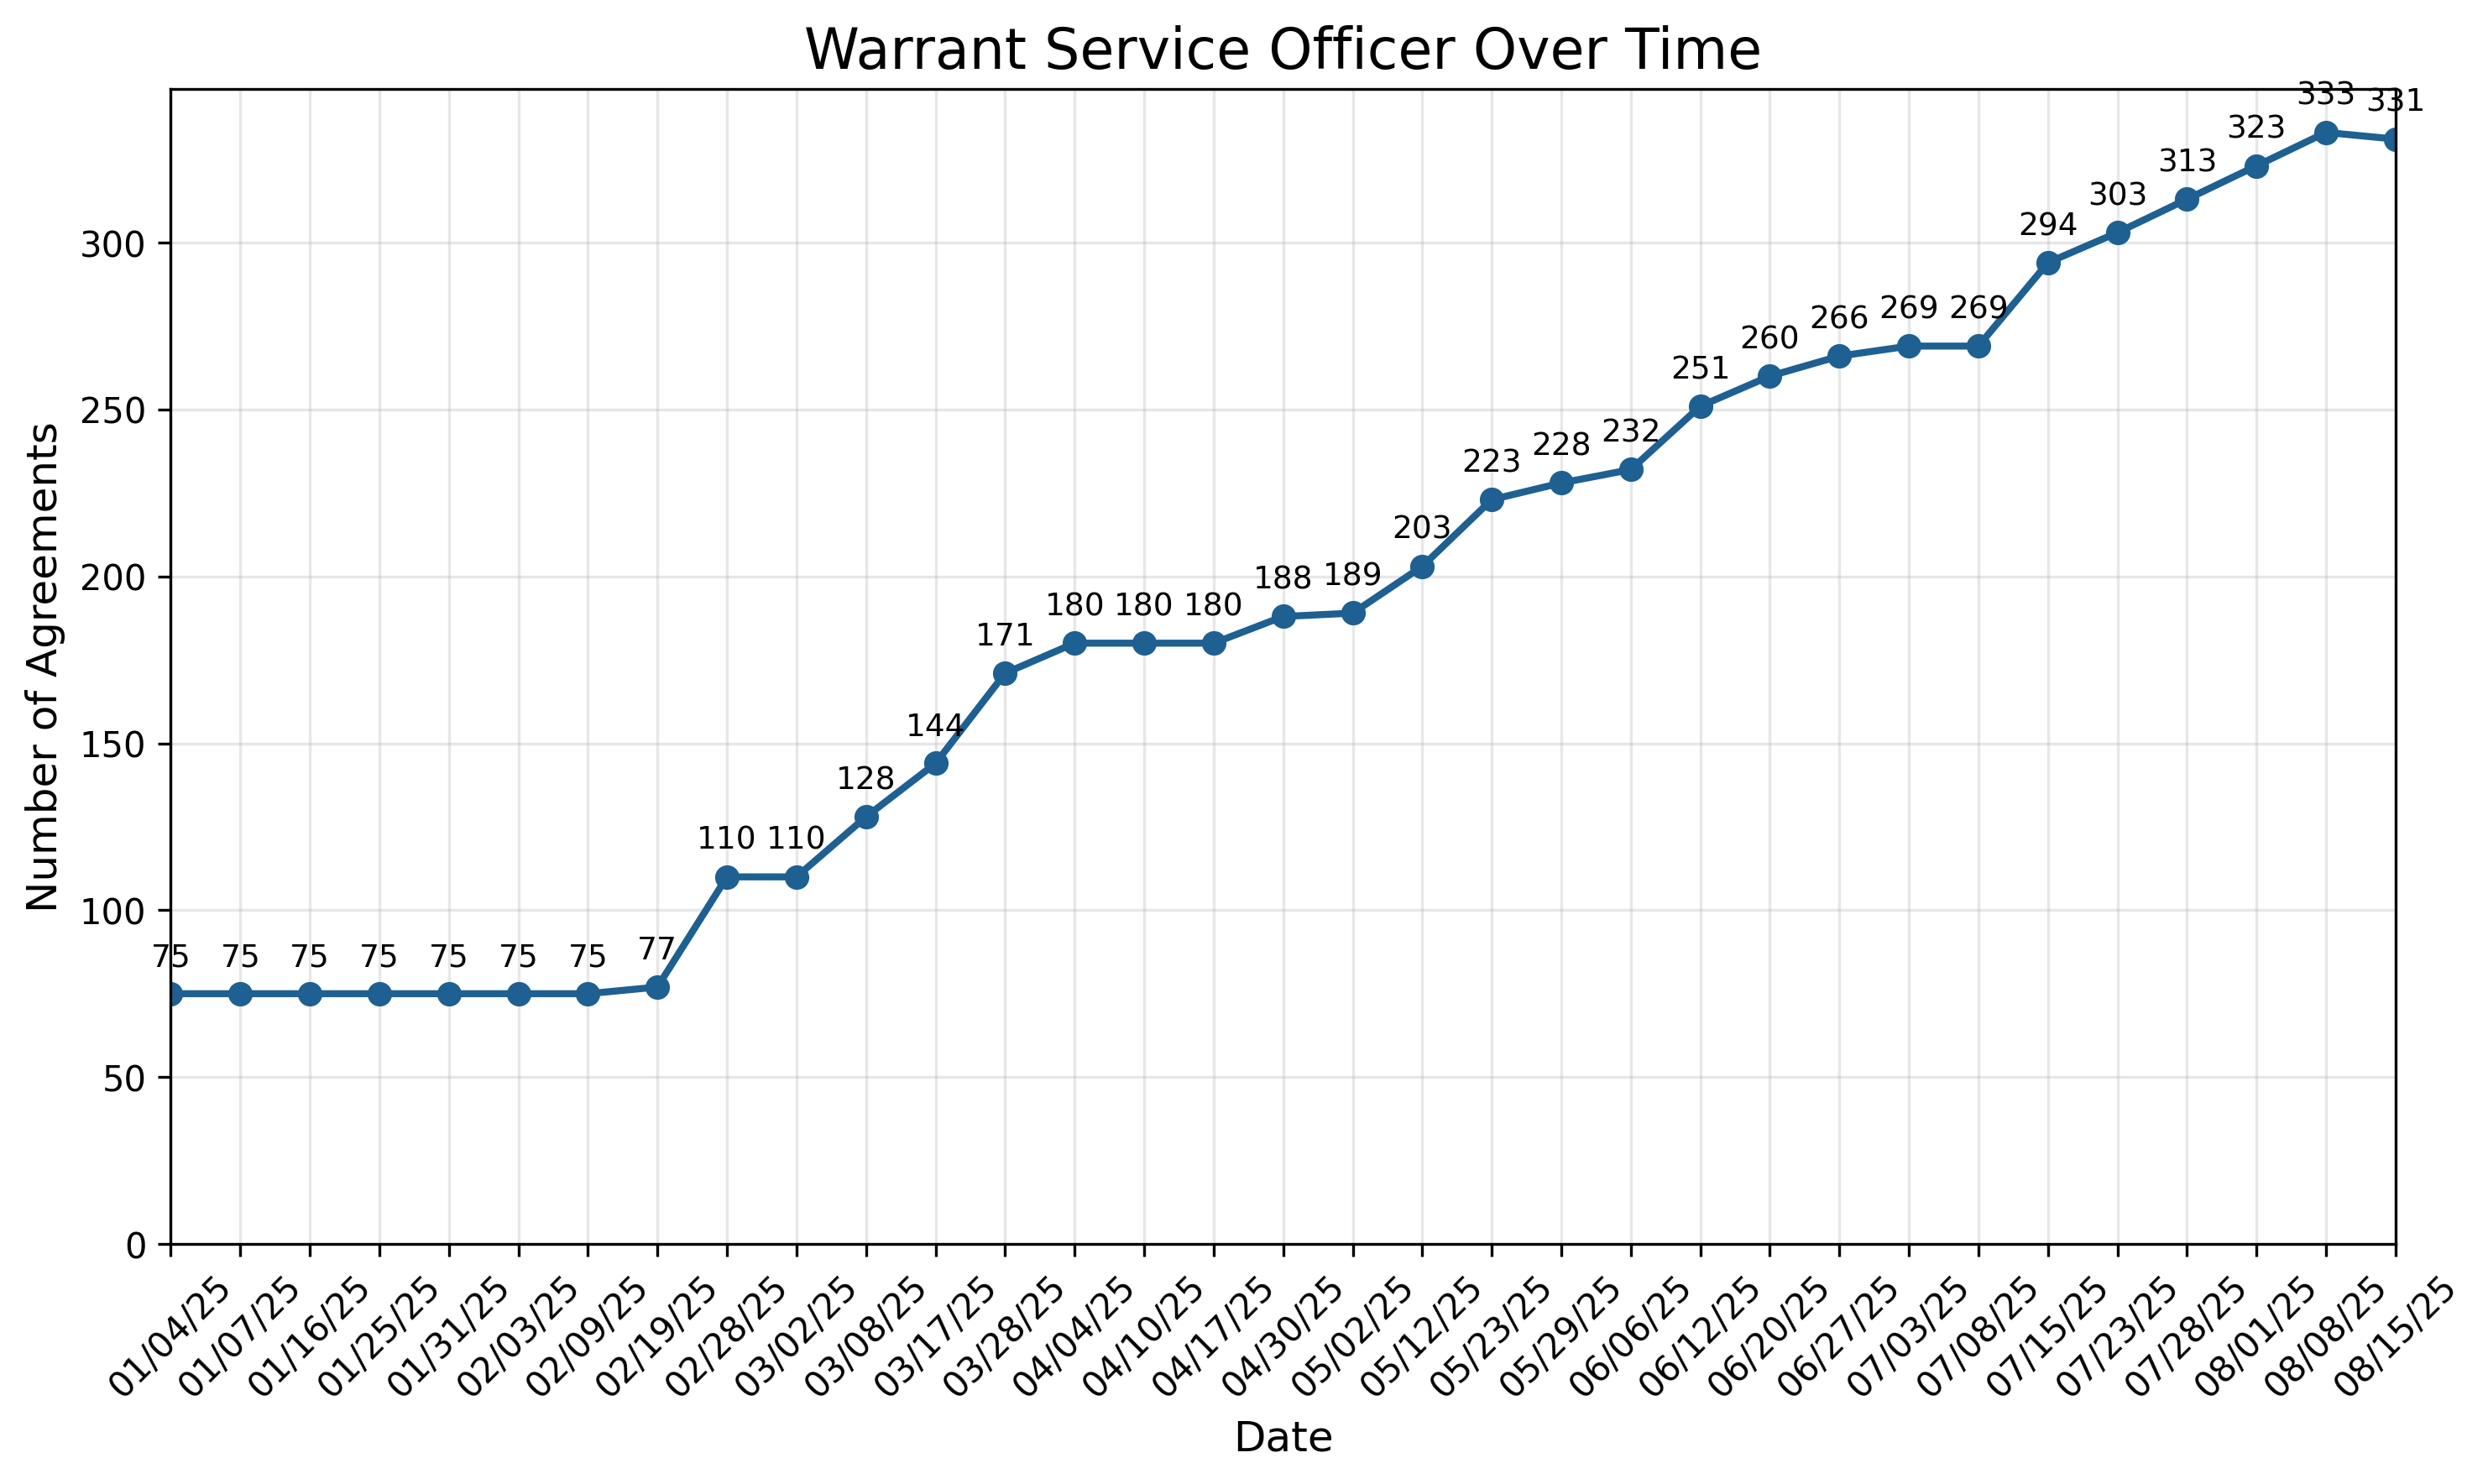 Warrant Service Officer Over Time
Number of Agreements
300
250
200
150
100
50
0
75 75 75 75 75 75 75 77 110 110 128 144 171 180 180 180 188 189 203 223 228 232 251 260 266 269 269 294 303 313 323 333 331
01/04/25 01/07/25 01/16/25 01/25/25 01/31/25 02/03/25 02/09/25 02/19/25 02/28/25 03/02/25 03/08/25 03/17/25 03/28/25 04/04/25 04/10/25 04/17/25 04/30/25 05/02/25 05/12/25 05/23/25 05/29/25 06/06/25 06/12/25 06/20/25 06/27/25 07/03/25 07/08/25 07/15/25 07/23/25 07/28/25 08/01/25 08/08/25 08/15/25
Date